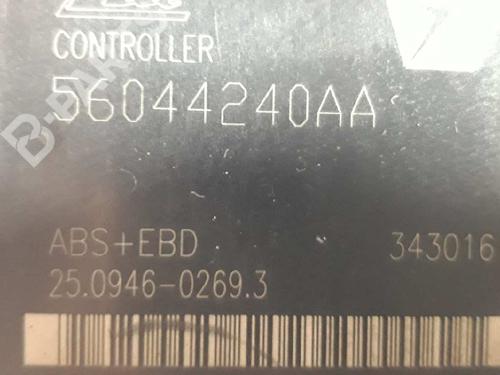 CONTROLLER
56044240AA
ABS+EBD 343016
25.0946-0269.3